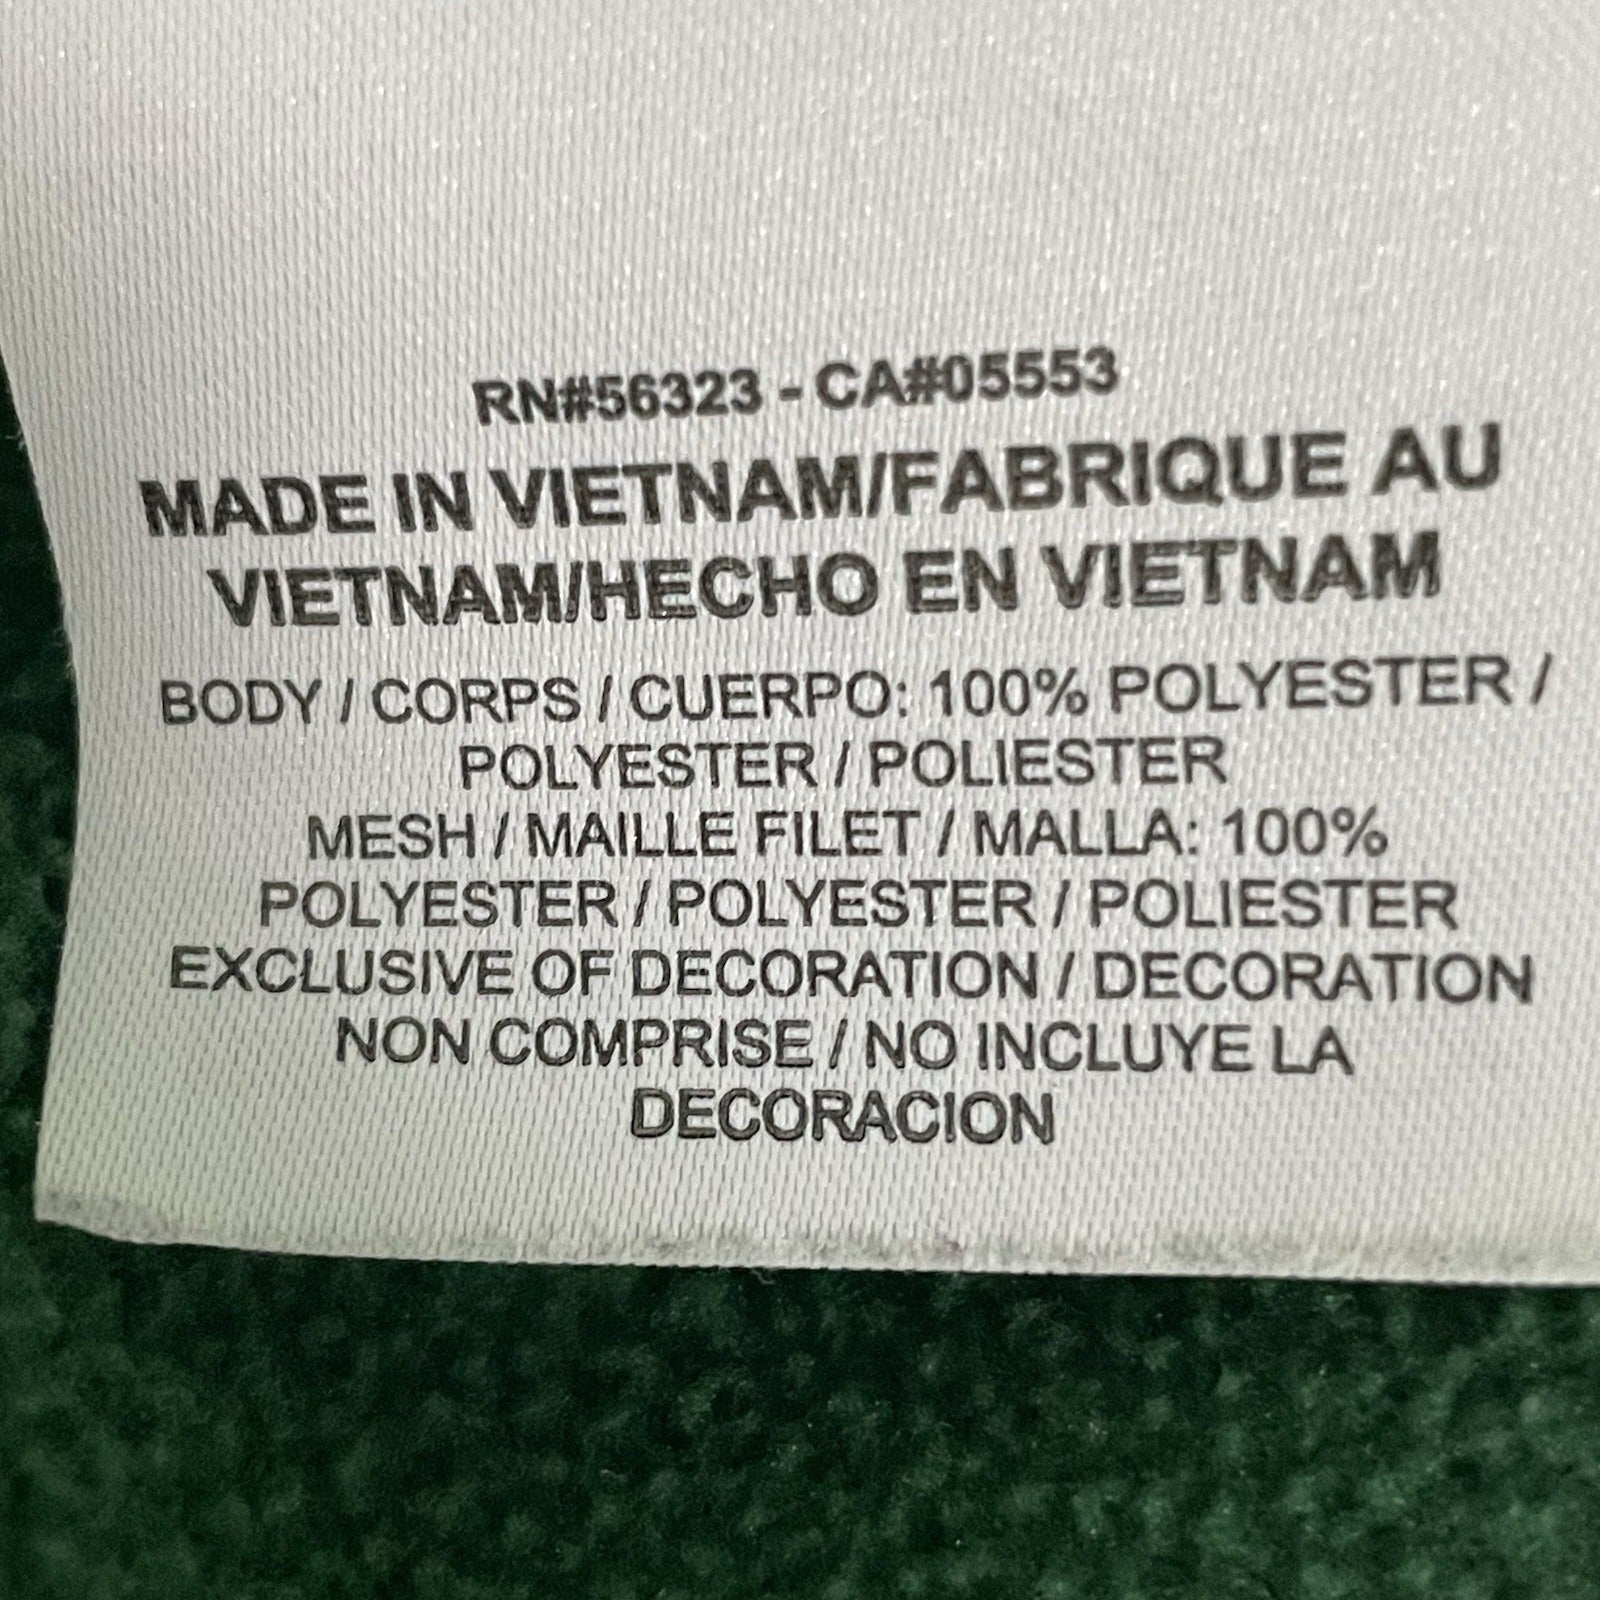 RN#56323 - CA#05553
MADE IN VIETNAM/FABRIQUE AU
VIETNAM/HECHO EN VIETNAM
BODY / CORPS / CUERPO: 100% POLYESTER /
POLYESTER / POLIESTER
MESH / MAILLE FILET / MALLA: 100%
POLYESTER / POLYESTER / POLIESTER
EXCLUSIVE OF DECORATION / DECORATION
NON COMPRISE / NO INCLUYE LA
DECORACION